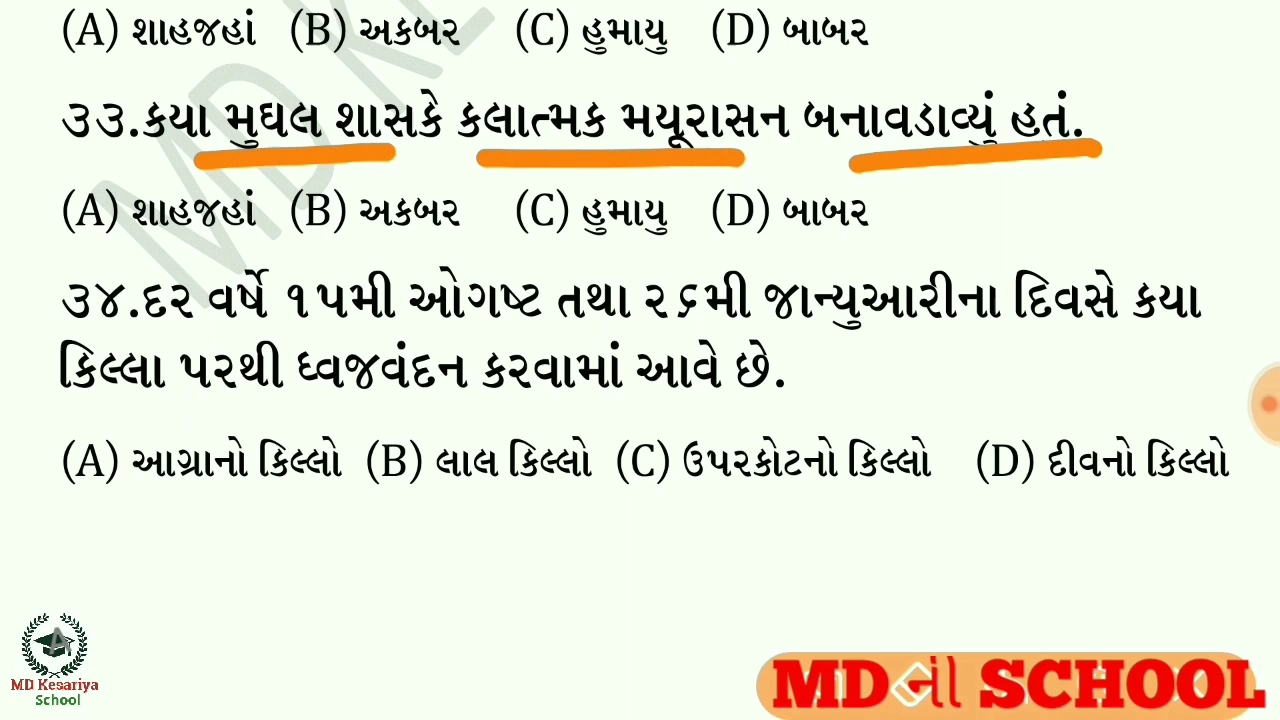 (A) શાહજહાં (B) અકબર (C) હુમાયુ (D) બાબર
૩૩.કયા મુઘલ શાસકે કલાત્મક મયૂરાસન બનાવડાવ્યું હતં.
(A) શાહજહાં (B) અકબર (C) હુમાયુ (D) બાબર
૩૪.દર વર્ષે ૧૫મી ઓગષ્ટ તથા ૨૬મી જાન્યુઆરીના દિવસે કયા
કિલ્લા પરથી ધ્વજવંદન કરવામાં આવે છે.
(A) આગ્રાનો કિલ્લો (B) લાલ કિલ્લો (C) ઉપરકોટનો કિલ્લો (D) દીવનો કિલ્લો
MD Kesariya
School
MDની SCHOOL